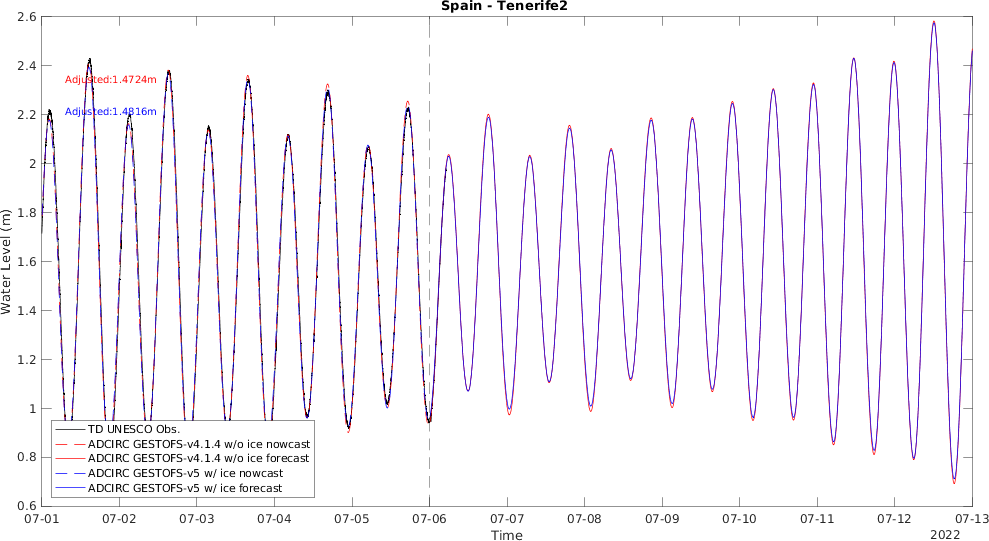 Spain - Tenerife2
2.6
2.4
2.2
2
1.8
1.6
1.4
1.2
1
0.8
0.6
Water Level (m)
Adjusted:1.4724m
Adjusted:1.4816m
TD UNESCO Obs.
ADCIRC GESTOFS-v4.1.4 w/o ice nowcast
ADCIRC GESTOFS-v4.1.4 w/o ice forecast
ADCIRC GESTOFS-v5 w/ ice nowcast
ADCIRC GESTOFS-v5 w/ ice forecast
07-01 07-02 07-03 07-04 07-05 07-06 07-07 07-08 07-09 07-10 07-11 07-12 07-13
Time
2022